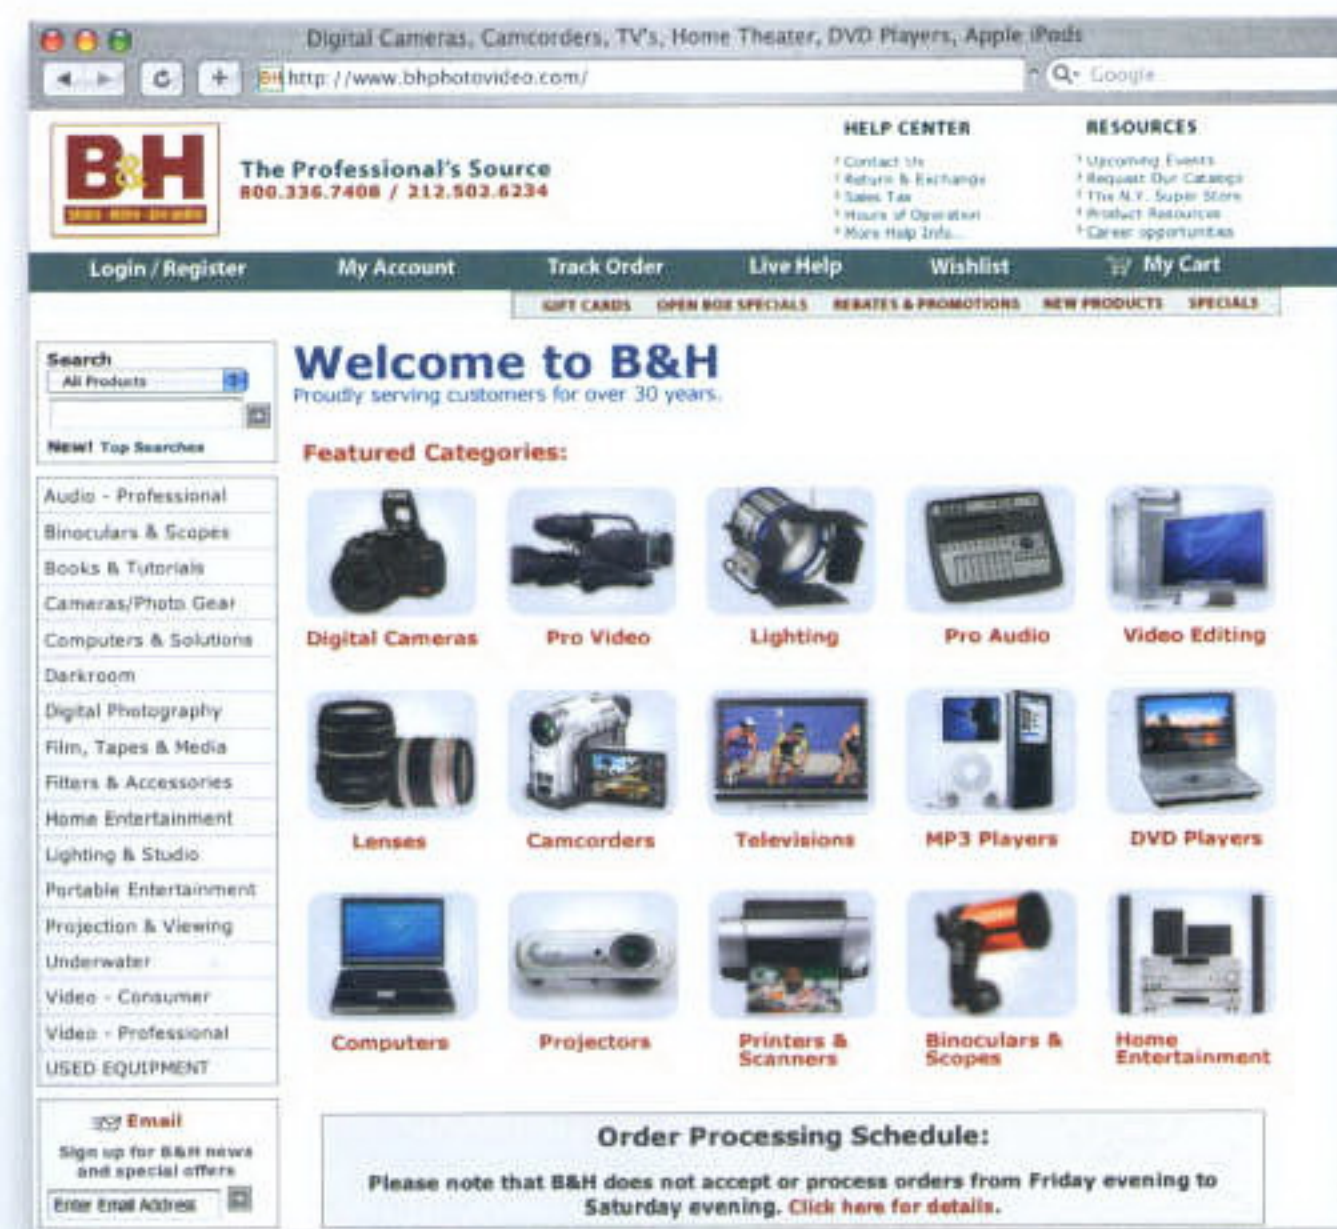 Digital Cameras, Camcorders, TV's, Home Theater, DVD Players, Apple iPods
http://www.bhphotovideo.com/
Google
B&H
The Professional's Source
800.336.7408 / 212.502.6234
HELP CENTER
Contact Us
Return & Exchange
Sales Tax
Hours of Operation
More Help Info...
RESOURCES
Upcoming Events
Request Our Catalogs
The N.Y. Super Store
Product Resources
Career opportunities
Login / Register
My Account
Track Order
Live Help
Wishlist
My Cart
GIFT CARDS
OPEN BOX SPECIALS
REBATES & PROMOTIONS
NEW PRODUCTS
SPECIALS
Search
All Products
New! Top Searches
Audio - Professional
Binoculars & Scopes
Books & Tutorials
Cameras/Photo Gear
Computers & Solutions
Darkroom
Digital Photography
Film, Tapes & Media
Filters & Accessories
Home Entertainment
Lighting & Studio
Portable Entertainment
Projection & Viewing
Underwater
Video - Consumer
Video - Professional
USED EQUIPMENT
Email
Sign up for B&H news
and special offers
Enter Email Address
Welcome to B&H
Proudly serving customers for over 30 years.
Featured Categories:
Digital Cameras
Pro Video
Lighting
Pro Audio
Video Editing
Lenses
Camcorders
Televisions
MP3 Players
DVD Players
Computers
Projectors
Printers &
Scanners
Binoculars &
Scopes
Home
Entertainment
Order Processing Schedule:
Please note that B&H does not accept or process orders from Friday evening to
Saturday evening. Click here for details.